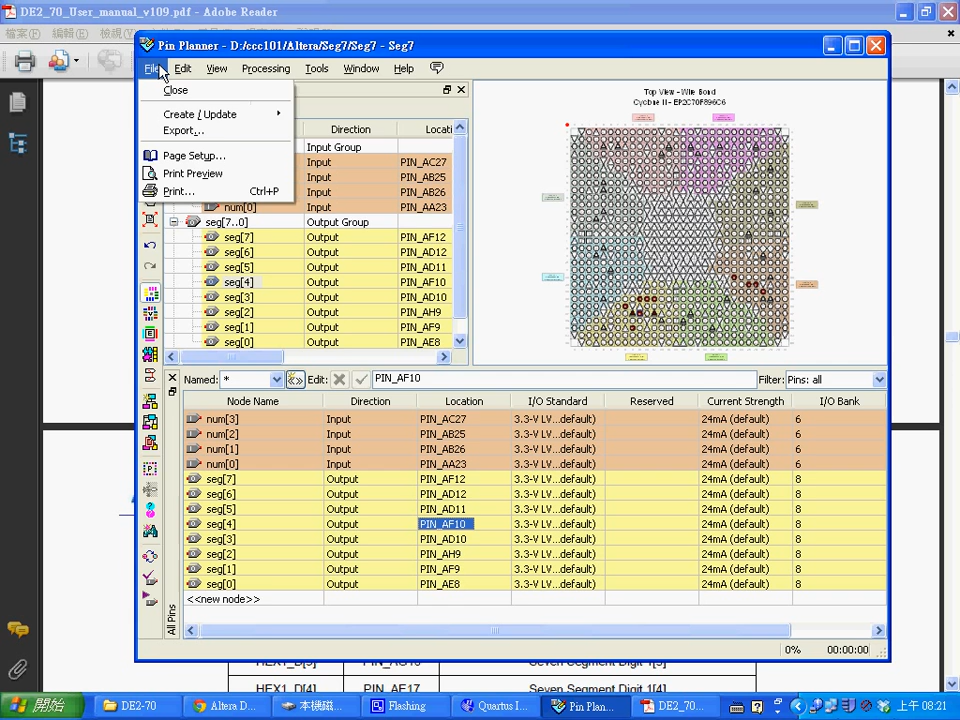 DE2_70_User_manual_v109.pdf - Adobe Reader
檔案(F) 編輯(E) 檢視(V)
Pin Planner - D:/ccc101/Altera/Seg7/Seg7 - Seg7
File Edit View Processing Tools Window Help
Close
Create / Update
Export...
Page Setup...
Print Preview
Print... Ctrl+P
Direction Locati
Input Group
Input PIN_AC27
Input PIN_AB25
Input PIN_AB26
num[0] Input PIN_AA23
seg[7..0] Output Group
seg[7] Output PIN_AF12
seg[6] Output PIN_AD12
seg[5] Output PIN_AD11
seg[4] Output PIN_AF10
seg[3] Output PIN_AD10
seg[2] Output PIN_AH9
seg[1] Output PIN_AF9
seg[0] Output PIN_AE8
Top View - Wire Bond
Cyclone II - EP2C70F896C6
Named: * Edit: PIN_AF10 Filter: Pins: all
Node Name Direction Location I/O Standard Reserved Current Strength I/O Bank
num[3] Input PIN_AC27 3.3-V LV...default) 24mA (default) 6
num[2] Input PIN_AB25 3.3-V LV...default) 24mA (default) 6
num[1] Input PIN_AB26 3.3-V LV...default) 24mA (default) 6
num[0] Input PIN_AA23 3.3-V LV...default) 24mA (default) 6
seg[7] Output PIN_AF12 3.3-V LV...default) 24mA (default) 8
seg[6] Output PIN_AD12 3.3-V LV...default) 24mA (default) 8
seg[5] Output PIN_AD11 3.3-V LV...default) 24mA (default) 8
seg[4] Output PIN_AF10 3.3-V LV...default) 24mA (default) 8
seg[3] Output PIN_AD10 3.3-V LV...default) 24mA (default) 8
seg[2] Output PIN_AH9 3.3-V LV...default) 24mA (default) 8
seg[1] Output PIN_AF9 3.3-V LV...default) 24mA (default) 8
seg[0] Output PIN_AE8 3.3-V LV...default) 24mA (default) 8
<<new node>>
All Pins
0% 00:00:00
HEX1_D[4] PIN_AE17 Seven Segment Digit 1[4]
開始 DE2-70 Altera D... 本機磁... Flashing Quartus I... Pin Plan... DE2_70... 上午 08:21